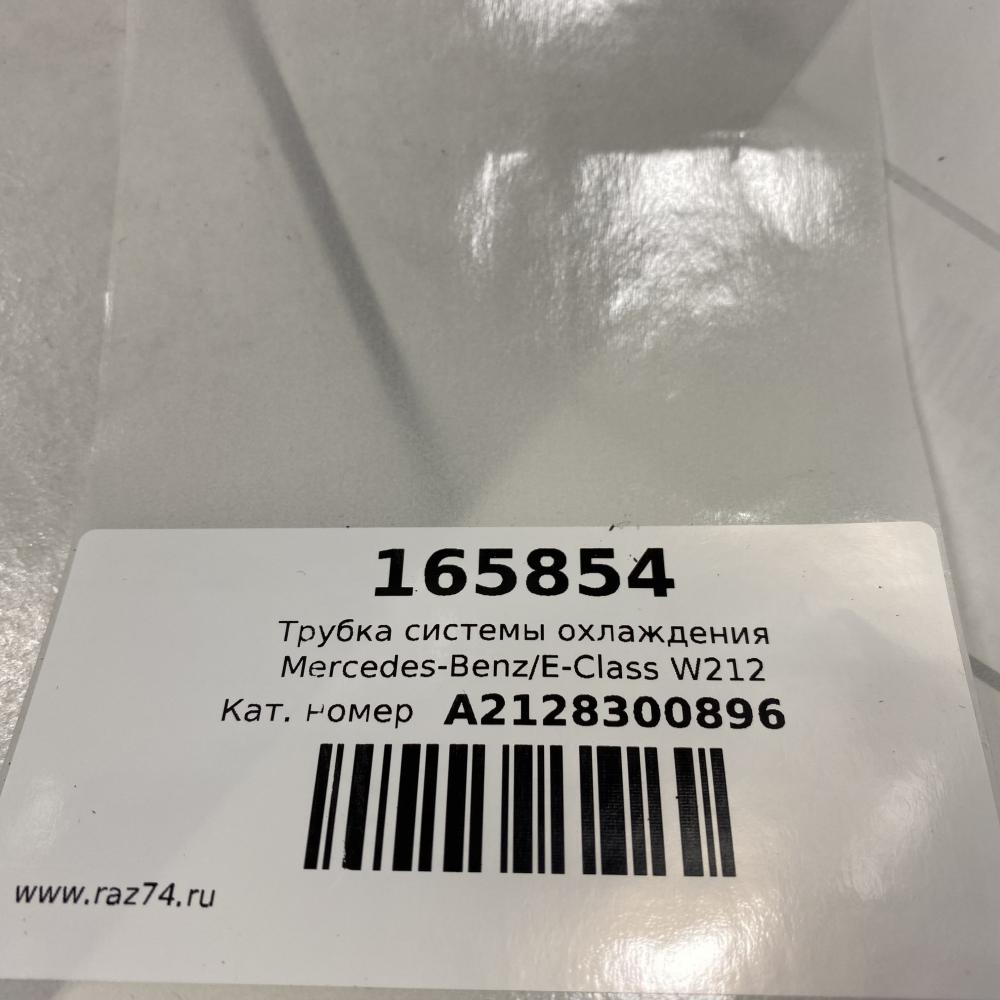 165854
Трубка системы охлаждения
Mercedes-Benz/E-Class W212
Кат. номер A2128300896
www.raz74.ru